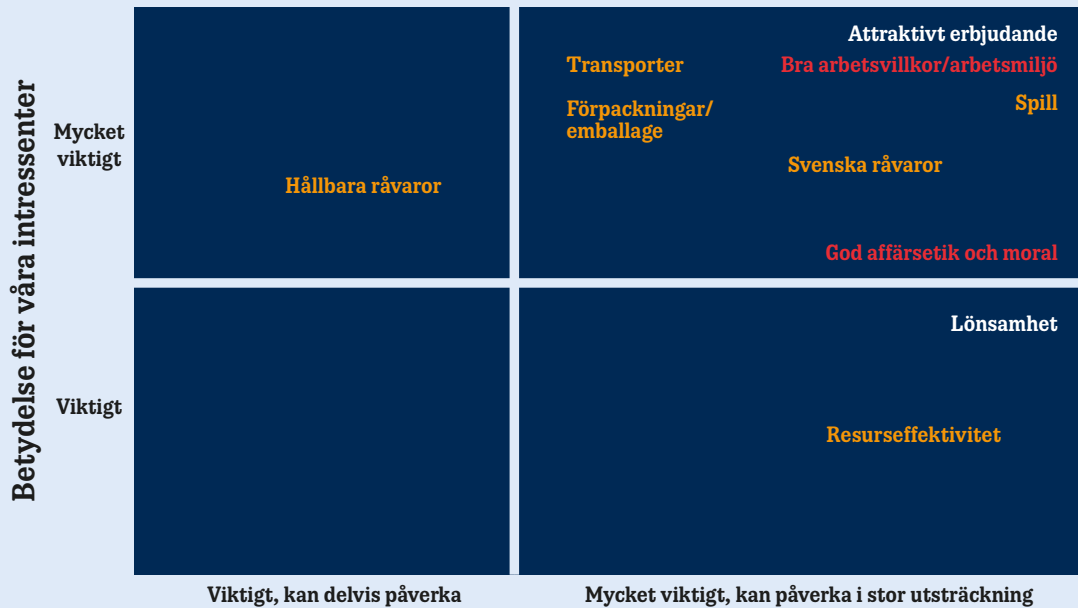 Betydelse för våra intressenter
Mycket
viktigt
Viktigt
Hållbara råvaror
Attraktivt erbjudande
Transporter
Bra arbetsvillkor/arbetsmiljö
Förpackningar/
emballage
Spill
Svenska råvaror
God affärsetik och moral
Lönsamhet
Resurseffektivitet
Viktigt, kan delvis påverka
Mycket viktigt, kan påverka i stor utsträckning